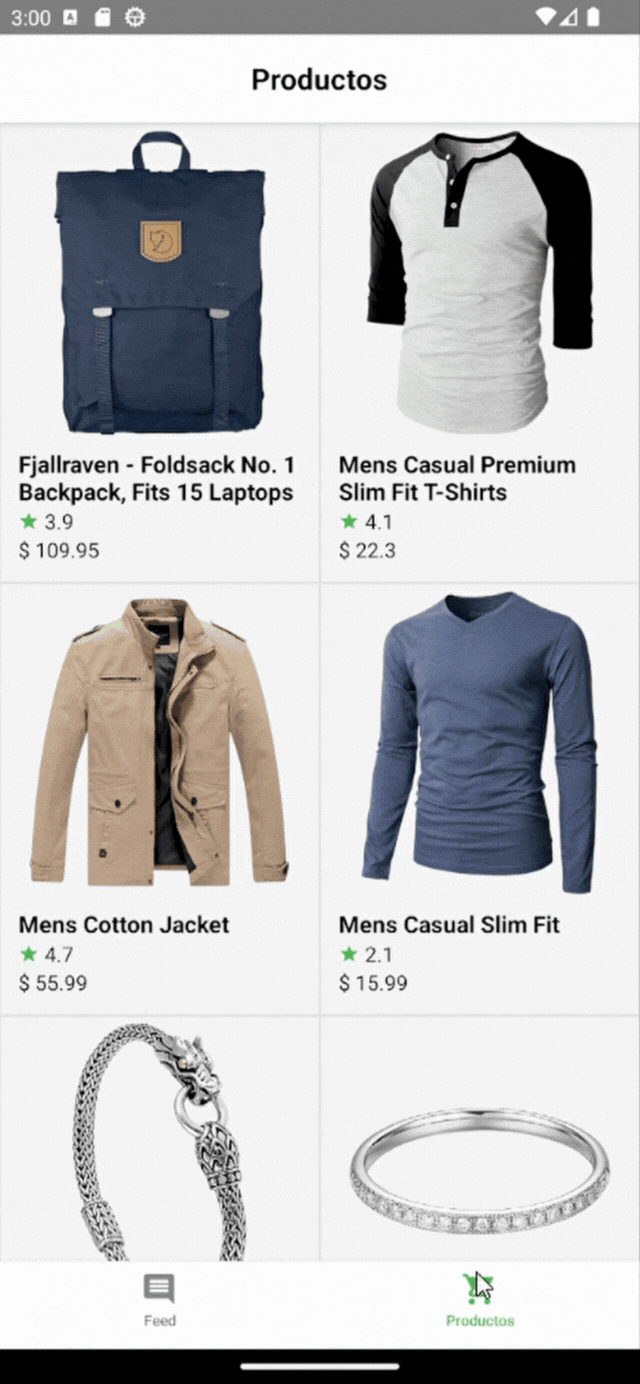 3:00
Productos
Fjallraven - Foldsack No. 1
Backpack, Fits 15 Laptops
★ 3.9
$ 109.95
Mens Casual Premium
Slim Fit T-Shirts
★ 4.1
$ 22.3
Mens Cotton Jacket
★ 4.7
$ 55.99
Mens Casual Slim Fit
★ 2.1
$ 15.99
Feed
Productos